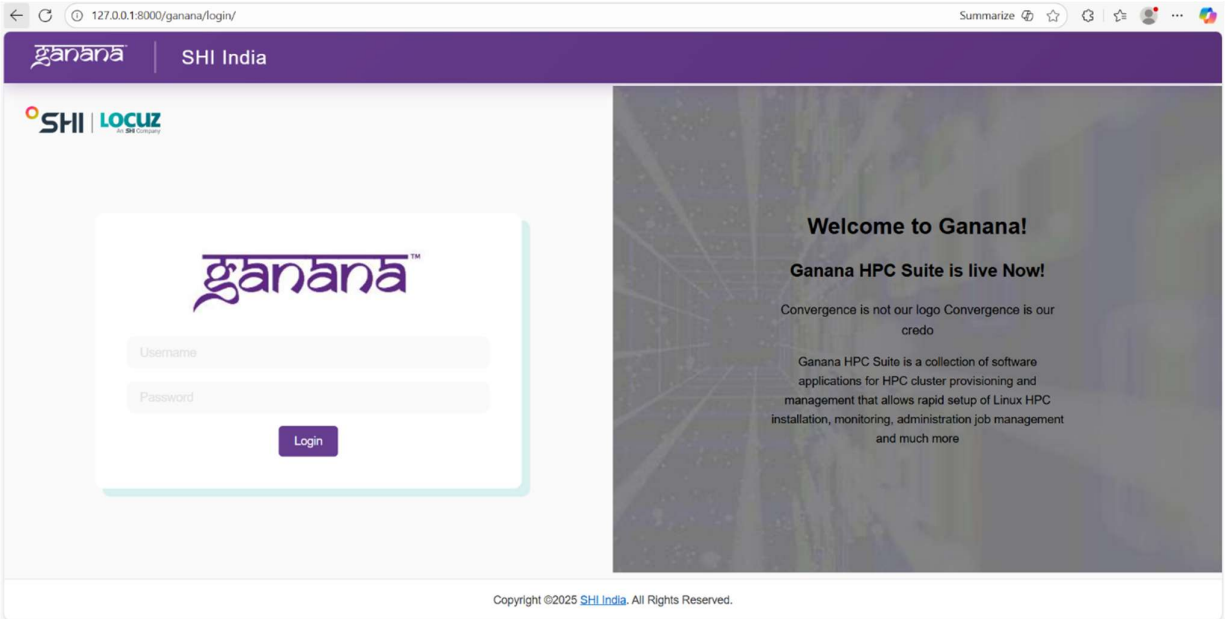 127.0.0.1:8000/ganana/login/
Summarize
ganana
SHI India
SHI | LOCUZ
An SHI Company
ganana™
Username
Password
Login
Welcome to Ganana!
Ganana HPC Suite is live Now!
Convergence is not our logo Convergence is our
credo
Ganana HPC Suite is a collection of software
applications for HPC cluster provisioning and
management that allows rapid setup of Linux HPC
installation, monitoring, administration job management
and much more
Copyright ©2025 SHI India. All Rights Reserved.